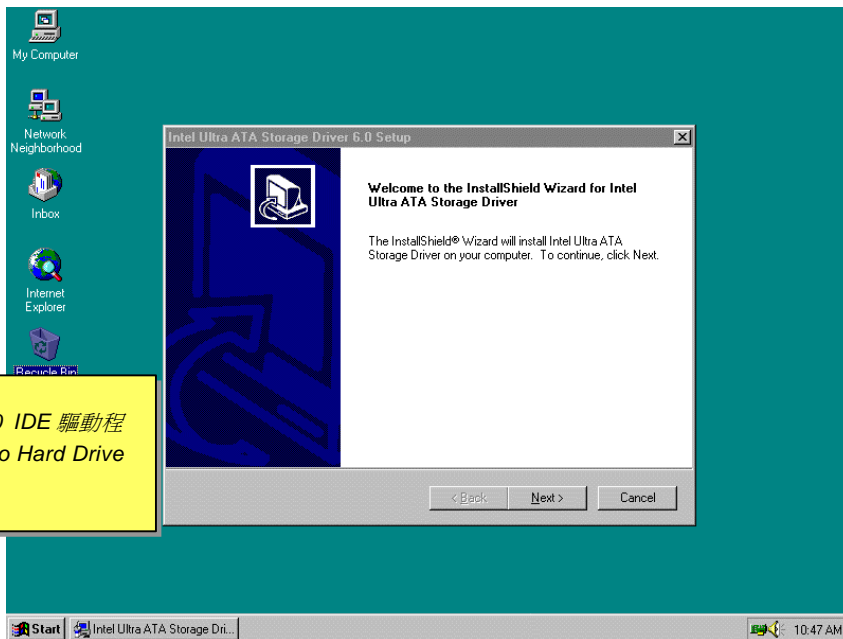 My Computer
Network
Neighborhood
Inbox
Internet
Explorer
Recycle Bin
Intel Ultra ATA Storage Driver 6.0 Setup
Welcome to the InstallShield Wizard for Intel
Ultra ATA Storage Driver
The InstallShield® Wizard will install Intel Ultra ATA
Storage Driver on your computer. To continue, click Next.
IDE 驅動程
Hard Drive
< Back
Next >
Cancel
Start
Intel Ultra ATA Storage Dri...
10:47 AM